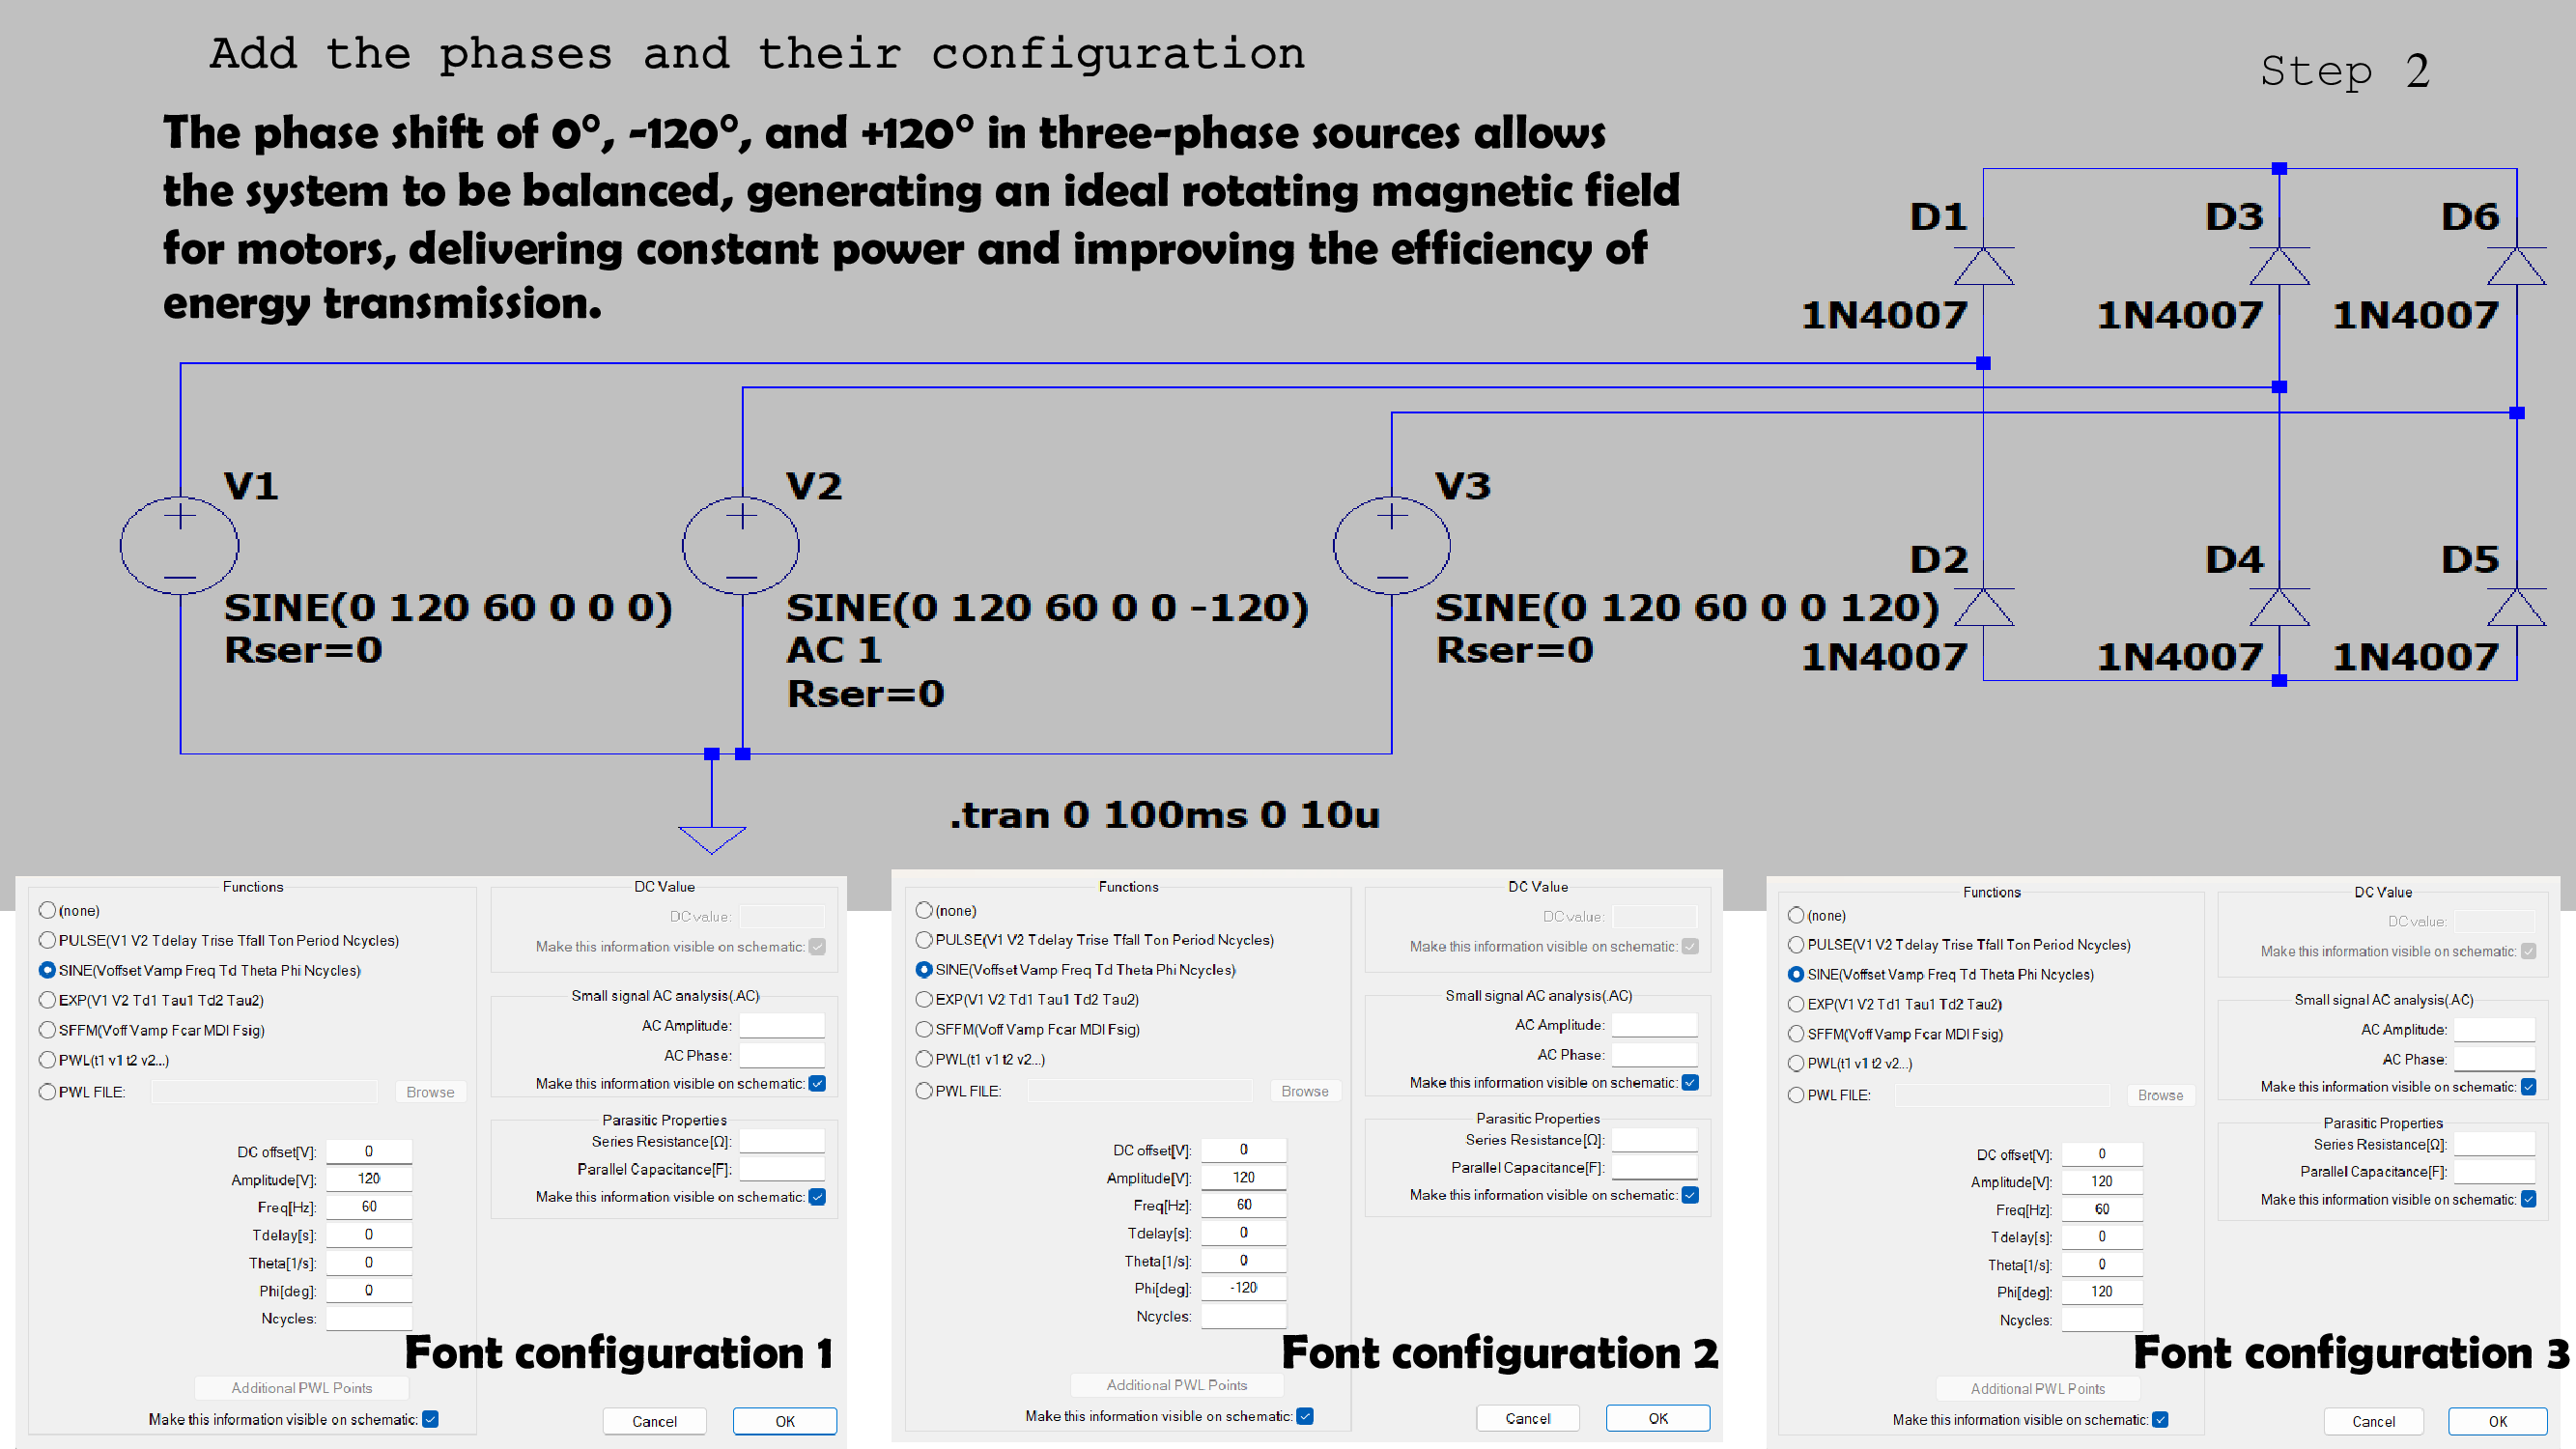 Add the phases and their configuration
Step 2
The phase shift of 0°, -120°, and +120° in three-phase sources allows
the system to be balanced, generating an ideal rotating magnetic field
for motors, delivering constant power and improving the efficiency of
energy transmission.
D1
D3
D6
1N4007
1N4007
1N4007
V1
V2
V3
SINE(0 120 60 0 0 0)
Rser=0
SINE(0 120 60 0 0 -120)
AC 1
Rser=0
SINE(0 120 60 0 0 120)
Rser=0
D2
D4
D5
1N4007
1N4007
1N4007
.tran 0 100ms 0 10u
Functions
(none)
PULSE(V1 V2 Tdelay Trise Tfall Ton Period Ncycles)
SINE(Voffset Vamp Freq Td Theta Phi Ncycles)
EXP(V1 V2 Td1 Tau1 Td2 Tau2)
SFFM(Voff Vamp Fcar MDI Fsig)
PWL(t1 v1 t2 v2...)
PWL FILE:
Browse
DC offset[V]: 0
Amplitude[V]: 120
Freq[Hz]: 60
Tdelay[s]: 0
Theta[1/s]: 0
Phi[deg]: 0
Ncycles:
Additional PWL Points
Make this information visible on schematic:
DC Value
DC value:
Make this information visible on schematic:
Small signal AC analysis(.AC)
AC Amplitude:
AC Phase:
Make this information visible on schematic:
Parasitic Properties
Series Resistance[Ω]:
Parallel Capacitance[F]:
Make this information visible on schematic:
Font configuration 1
Cancel
OK
Functions
(none)
PULSE(V1 V2 Tdelay Trise Tfall Ton Period Ncycles)
SINE(Voffset Vamp Freq Td Theta Phi Ncycles)
EXP(V1 V2 Td1 Tau1 Td2 Tau2)
SFFM(Voff Vamp Fcar MDI Fsig)
PWL(t1 v1 t2 v2...)
PWL FILE:
Browse
DC offset[V]: 0
Amplitude[V]: 120
Freq[Hz]: 60
Tdelay[s]: 0
Theta[1/s]: 0
Phi[deg]: -120
Ncycles:
Additional PWL Points
Make this information visible on schematic:
DC Value
DC value:
Make this information visible on schematic:
Small signal AC analysis(.AC)
AC Amplitude:
AC Phase:
Make this information visible on schematic:
Parasitic Properties
Series Resistance[Ω]:
Parallel Capacitance[F]:
Make this information visible on schematic:
Font configuration 2
Cancel
OK
Functions
(none)
PULSE(V1 V2 Tdelay Trise Tfall Ton Period Ncycles)
SINE(Voffset Vamp Freq Td Theta Phi Ncycles)
EXP(V1 V2 Td1 Tau1 Td2 Tau2)
SFFM(Voff Vamp Fcar MDI Fsig)
PWL(t1 v1 t2 v2...)
PWL FILE:
Browse
DC offset[V]: 0
Amplitude[V]: 120
Freq[Hz]: 60
Tdelay[s]: 0
Theta[1/s]: 0
Phi[deg]: 120
Ncycles:
Additional PWL Points
Make this information visible on schematic:
DC Value
DC value:
Make this information visible on schematic:
Small signal AC analysis(.AC)
AC Amplitude:
AC Phase:
Make this information visible on schematic:
Parasitic Properties
Series Resistance[Ω]:
Parallel Capacitance[F]:
Make this information visible on schematic:
Font configuration 3
Cancel
OK